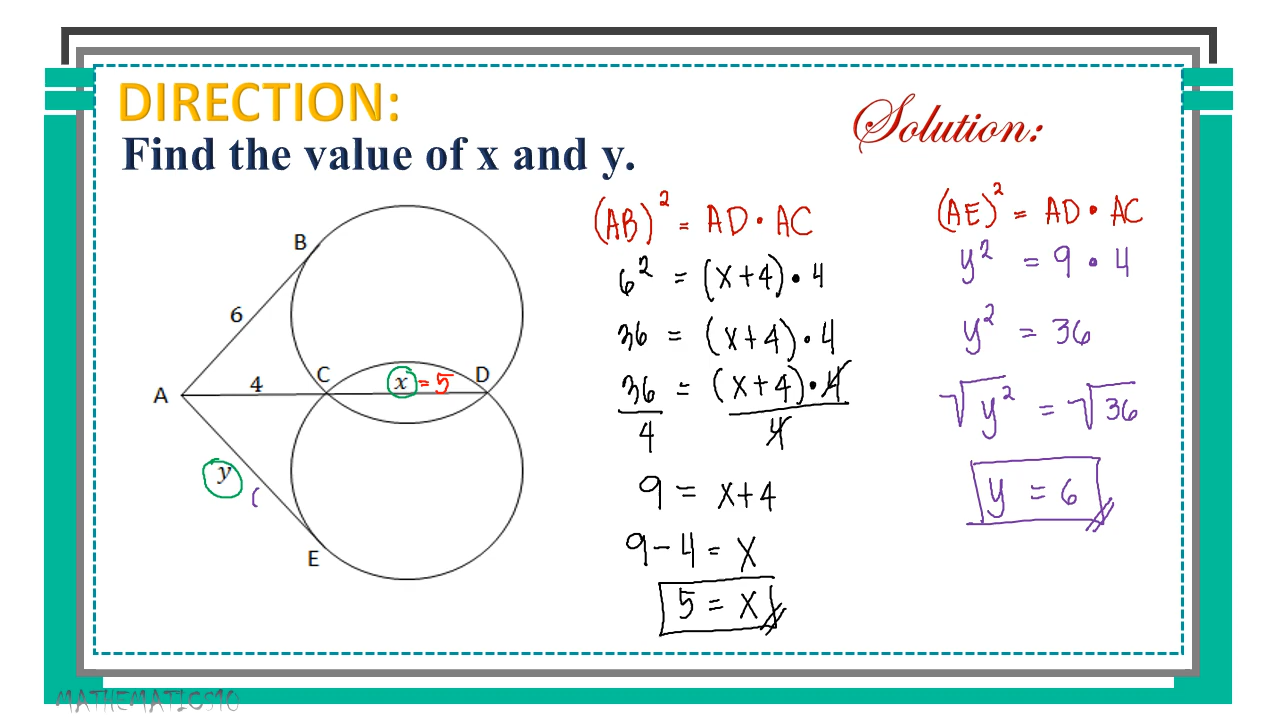 DIRECTION:
Find the value of x and y.
B
6
A
4
C
x = 5
D
y
E
Solution:
(AB)² = AD • AC
6² = (x+4) • 4
36 = (x+4) • 4
36/4 = (x+4) • 4/4
9 = x+4
9 − 4 = x
5 = x
(AE)² = AD • AC
y² = 9 • 4
y² = 36
√y² = √36
y = 6
MATHEMATICS10